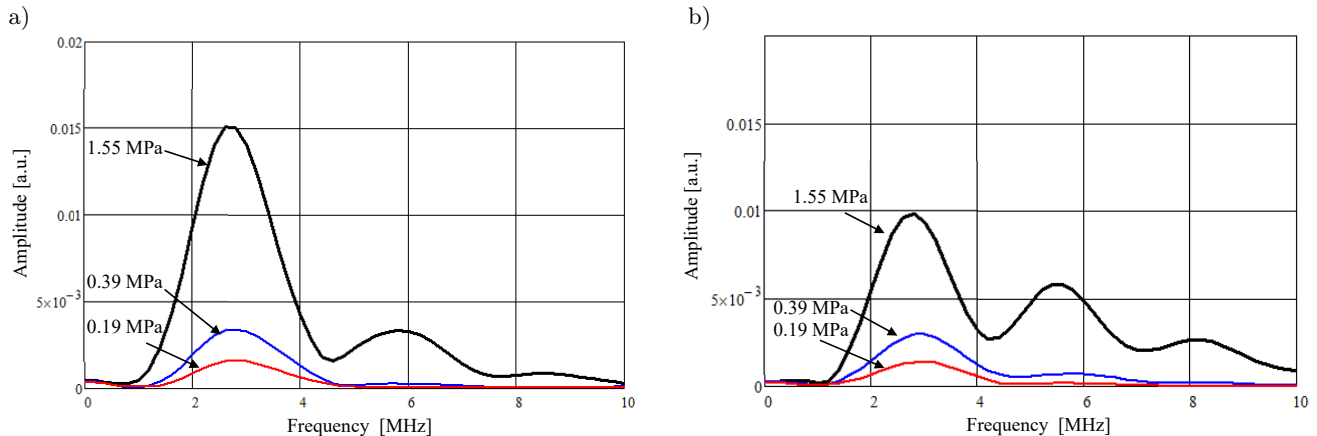 a)
0.02
0.015
0.01
5×10⁻³
0
1.55 MPa
0.39 MPa
0.19 MPa
0 2 4 6 8 10
Frequency [MHz]
Amplitude [a.u.]
b)
0.015
0.01
5×10⁻³
0
1.55 MPa
0.39 MPa
0.19 MPa
0 2 4 6 8 10
Frequency [MHz]
Amplitude [a.u.]